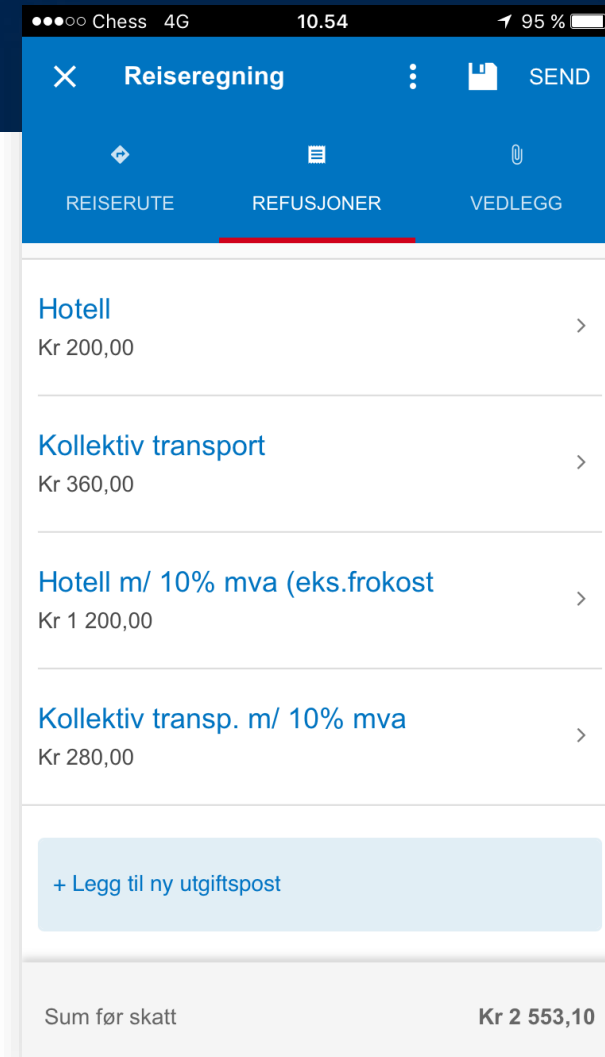 Chess 4G 10.54 95 %
Reiseregning SEND
REISERUTE REFUSJONER VEDLEGG
Hotell
Kr 200,00
Kollektiv transport
Kr 360,00
Hotell m/ 10% mva (eks.frokost
Kr 1 200,00
Kollektiv transp. m/ 10% mva
Kr 280,00
+ Legg til ny utgiftspost
Sum før skatt Kr 2 553,10